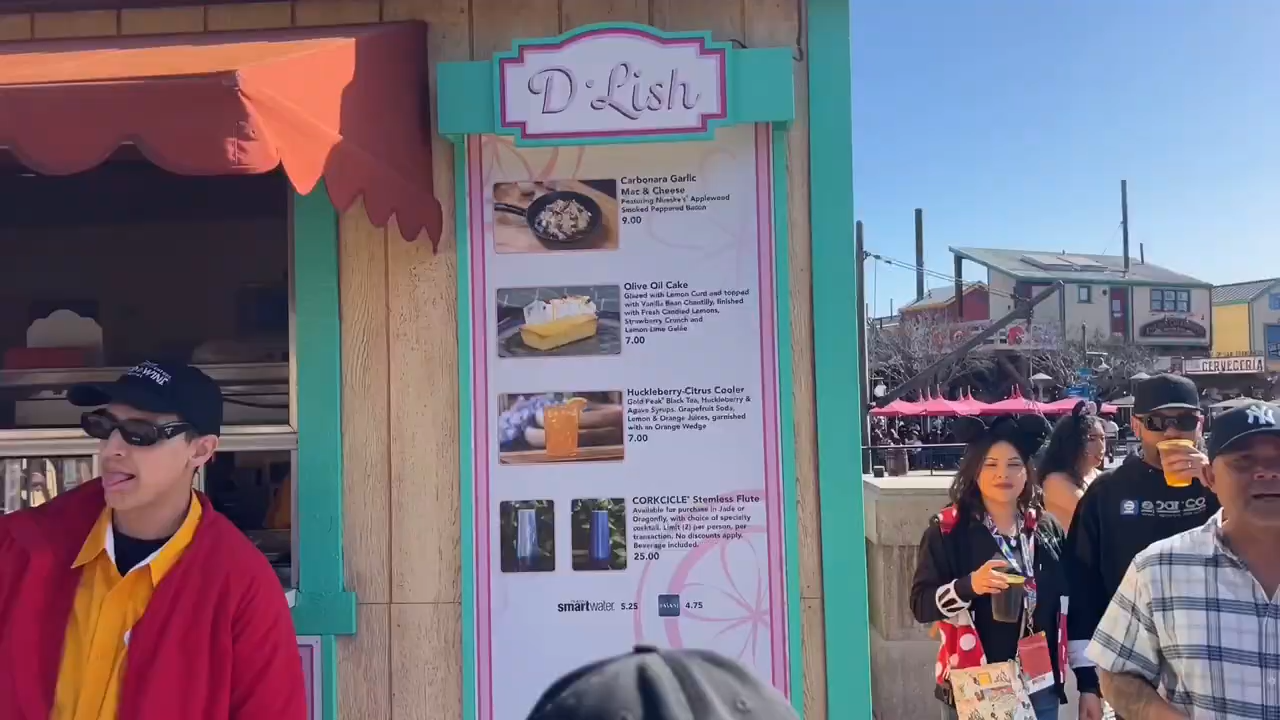 D•Lish
Carbonara Garlic
Mac & Cheese
Featuring Nueske's® Applewood
Smoked Peppered Bacon
9.00
Olive Oil Cake
Glazed with Lemon Curd and topped
with Vanilla Bean Chantilly, finished
with Fresh Candied Lemons,
Strawberry Crunch and
Lemon-Lime Gelée
7.00
Huckleberry-Citrus Cooler
Gold Peak® Black Tea, Huckleberry &
Agave Syrups, Grapefruit Soda,
Lemon & Orange Juices, garnished
with an Orange Wedge
7.00
CORKCICLE® Stemless Flute
Available for purchase in Jade or
Dragonfly, with choice of specialty
cocktail. Limit (2) per person, per
transaction. No discounts apply.
Beverage included.
25.00
smartwater 5.25
DASANI 4.75
WINE
CERVECERIA
NY